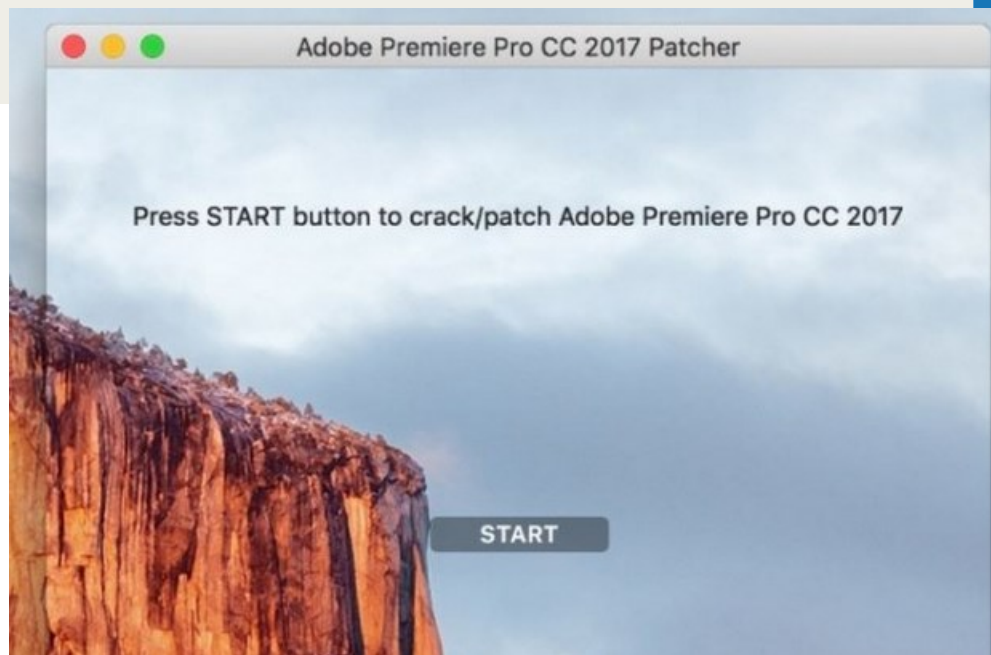 Adobe Premiere Pro CC 2017 Patcher
Press START button to crack/patch Adobe Premiere Pro CC 2017
START